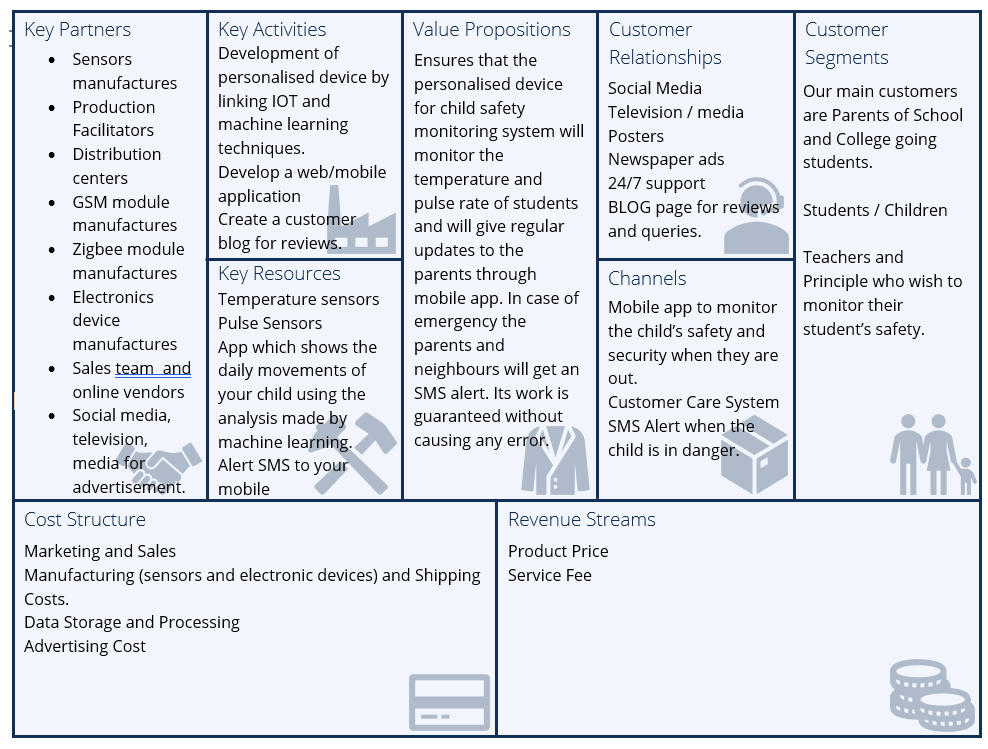 Key Partners
Sensors
manufactures
Production
Facilitators
Distribution
centers
GSM module
manufactures
Zigbee module
manufactures
Electronics
device
manufactures
Sales team and
online vendors
Social media,
television,
media for
advertisement.
Key Activities
Development of
personalised device by
linking IOT and
machine learning
techniques.
Develop a web/mobile
application
Create a customer
blog for reviews.
Key Resources
Temperature sensors
Pulse Sensors
App which shows the
daily movements of
your child using the
analysis made by
machine learning.
Alert SMS to your
mobile
Value Propositions
Ensures that the
personalised device
for child safety
monitoring system will
monitor the
temperature and
pulse rate of students
and will give regular
updates to the
parents through
mobile app. In case of
emergency the
parents and
neighbours will get an
SMS alert. Its work is
guaranteed without
causing any error.
Customer
Relationships
Social Media
Television / media
Posters
Newspaper ads
24/7 support
BLOG page for reviews
and queries.
Channels
Mobile app to monitor
the child’s safety and
security when they are
out.
Customer Care System
SMS Alert when the
child is in danger.
Customer
Segments
Our main customers
are Parents of School
and College going
students.
Students / Children
Teachers and
Principle who wish to
monitor their
student’s safety.
Cost Structure
Marketing and Sales
Manufacturing (sensors and electronic devices) and Shipping
Costs.
Data Storage and Processing
Advertising Cost
Revenue Streams
Product Price
Service Fee